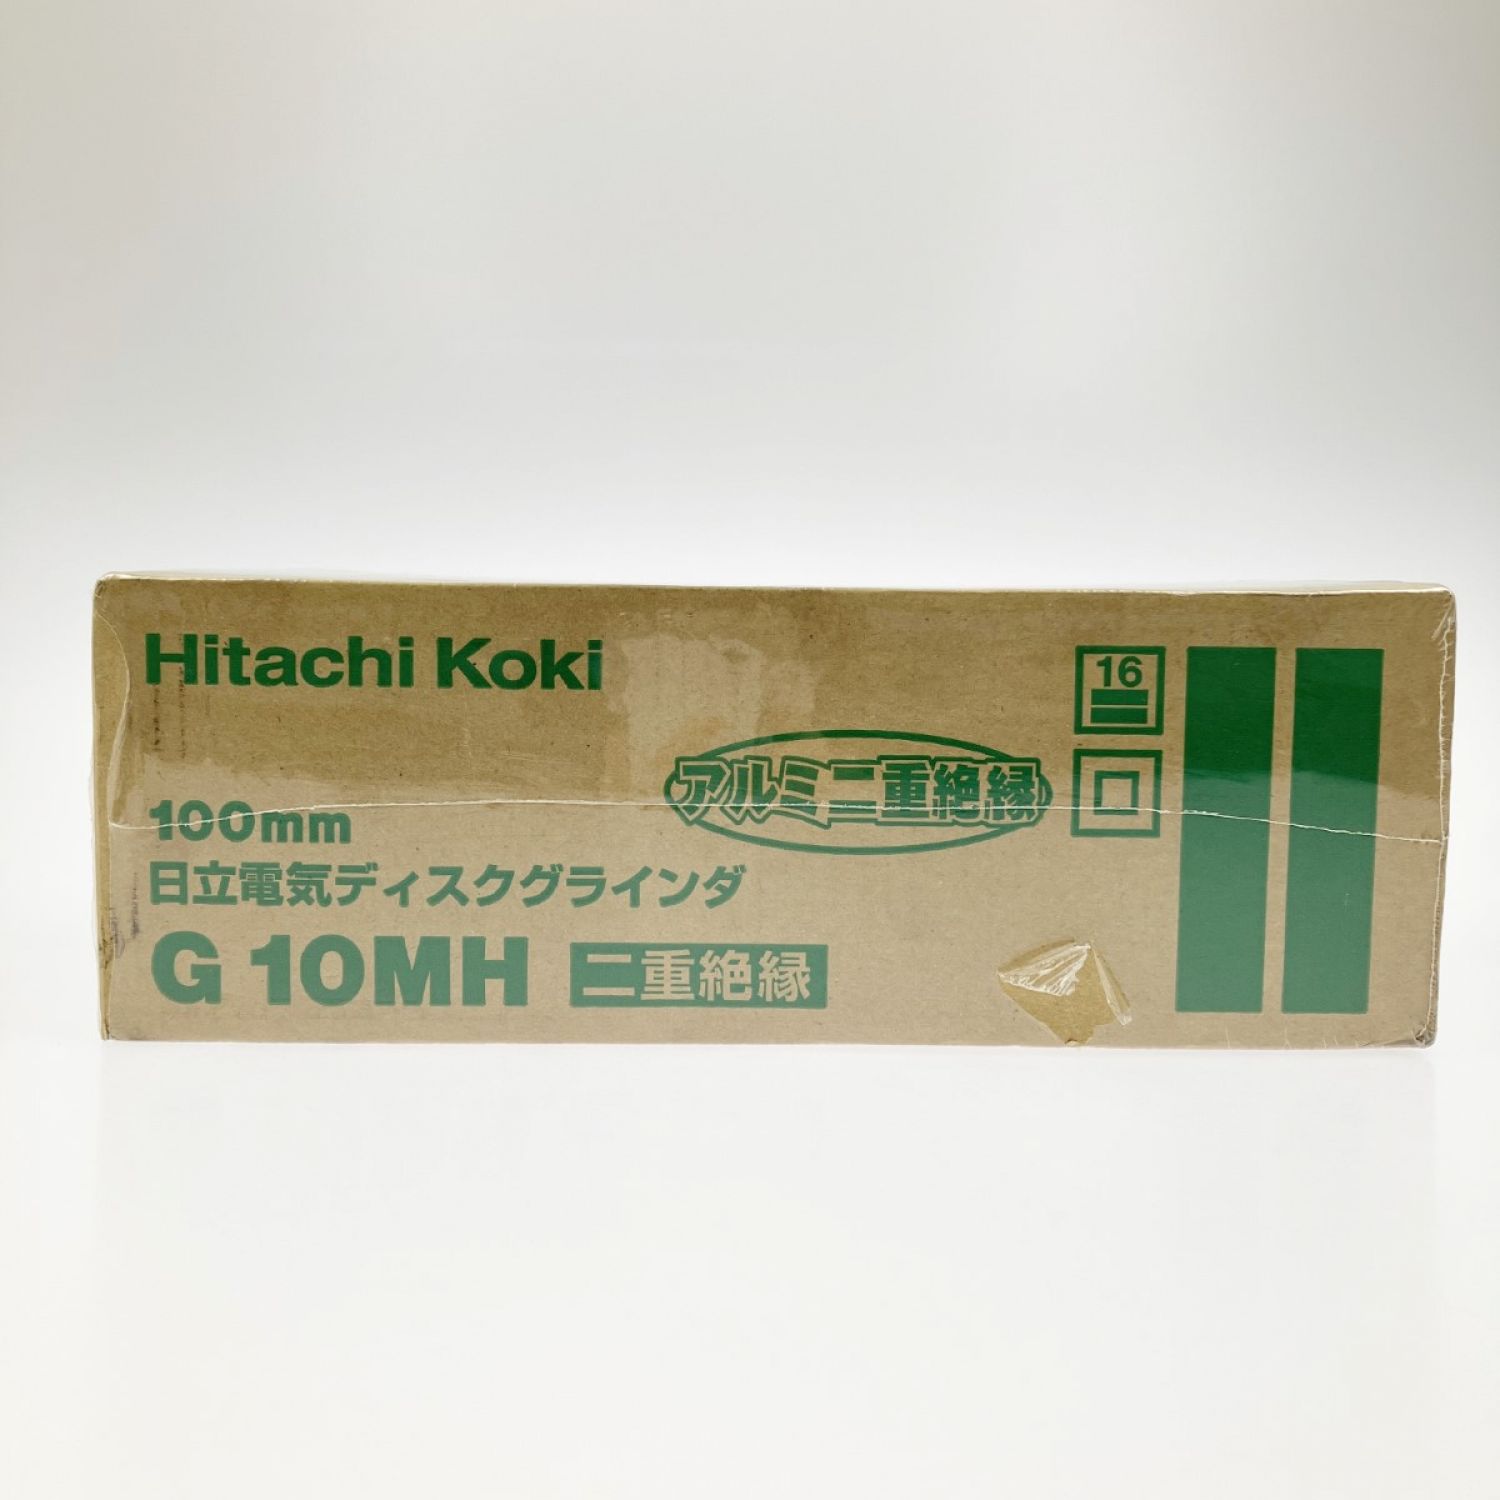 Hitachi Koki
16
アルミ二重絶縁
100mm
日立電気ディスクグラインダ
G 10MH 二重絶縁